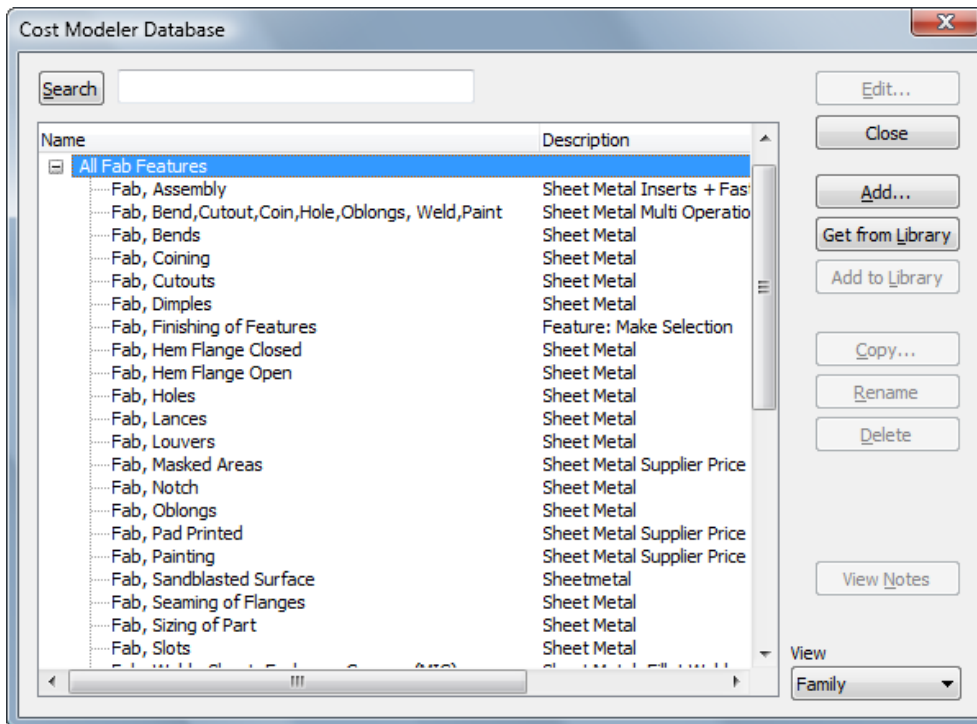 Cost Modeler Database
Search
Edit...
Close
Name Description
All Fab Features
Fab, Assembly Sheet Metal Inserts + Fas
Add...
Fab, Bend,Cutout,Coin,Hole,Oblongs, Weld,Paint Sheet Metal Multi Operatio
Fab, Bends Sheet Metal
Get from Library
Fab, Coining Sheet Metal
Fab, Cutouts Sheet Metal
Add to Library
Fab, Dimples Sheet Metal
Fab, Finishing of Features Feature: Make Selection
Fab, Hem Flange Closed Sheet Metal
Copy...
Fab, Hem Flange Open Sheet Metal
Fab, Holes Sheet Metal
Rename
Fab, Lances Sheet Metal
Fab, Louvers Sheet Metal
Delete
Fab, Masked Areas Sheet Metal Supplier Price
Fab, Notch Sheet Metal
Fab, Oblongs Sheet Metal
Fab, Pad Printed Sheet Metal Supplier Price
Fab, Painting Sheet Metal Supplier Price
Fab, Sandblasted Surface Sheetmetal
View Notes
Fab, Seaming of Flanges Sheet Metal
Fab, Sizing of Part Sheet Metal
Fab, Slots Sheet Metal
View
Family